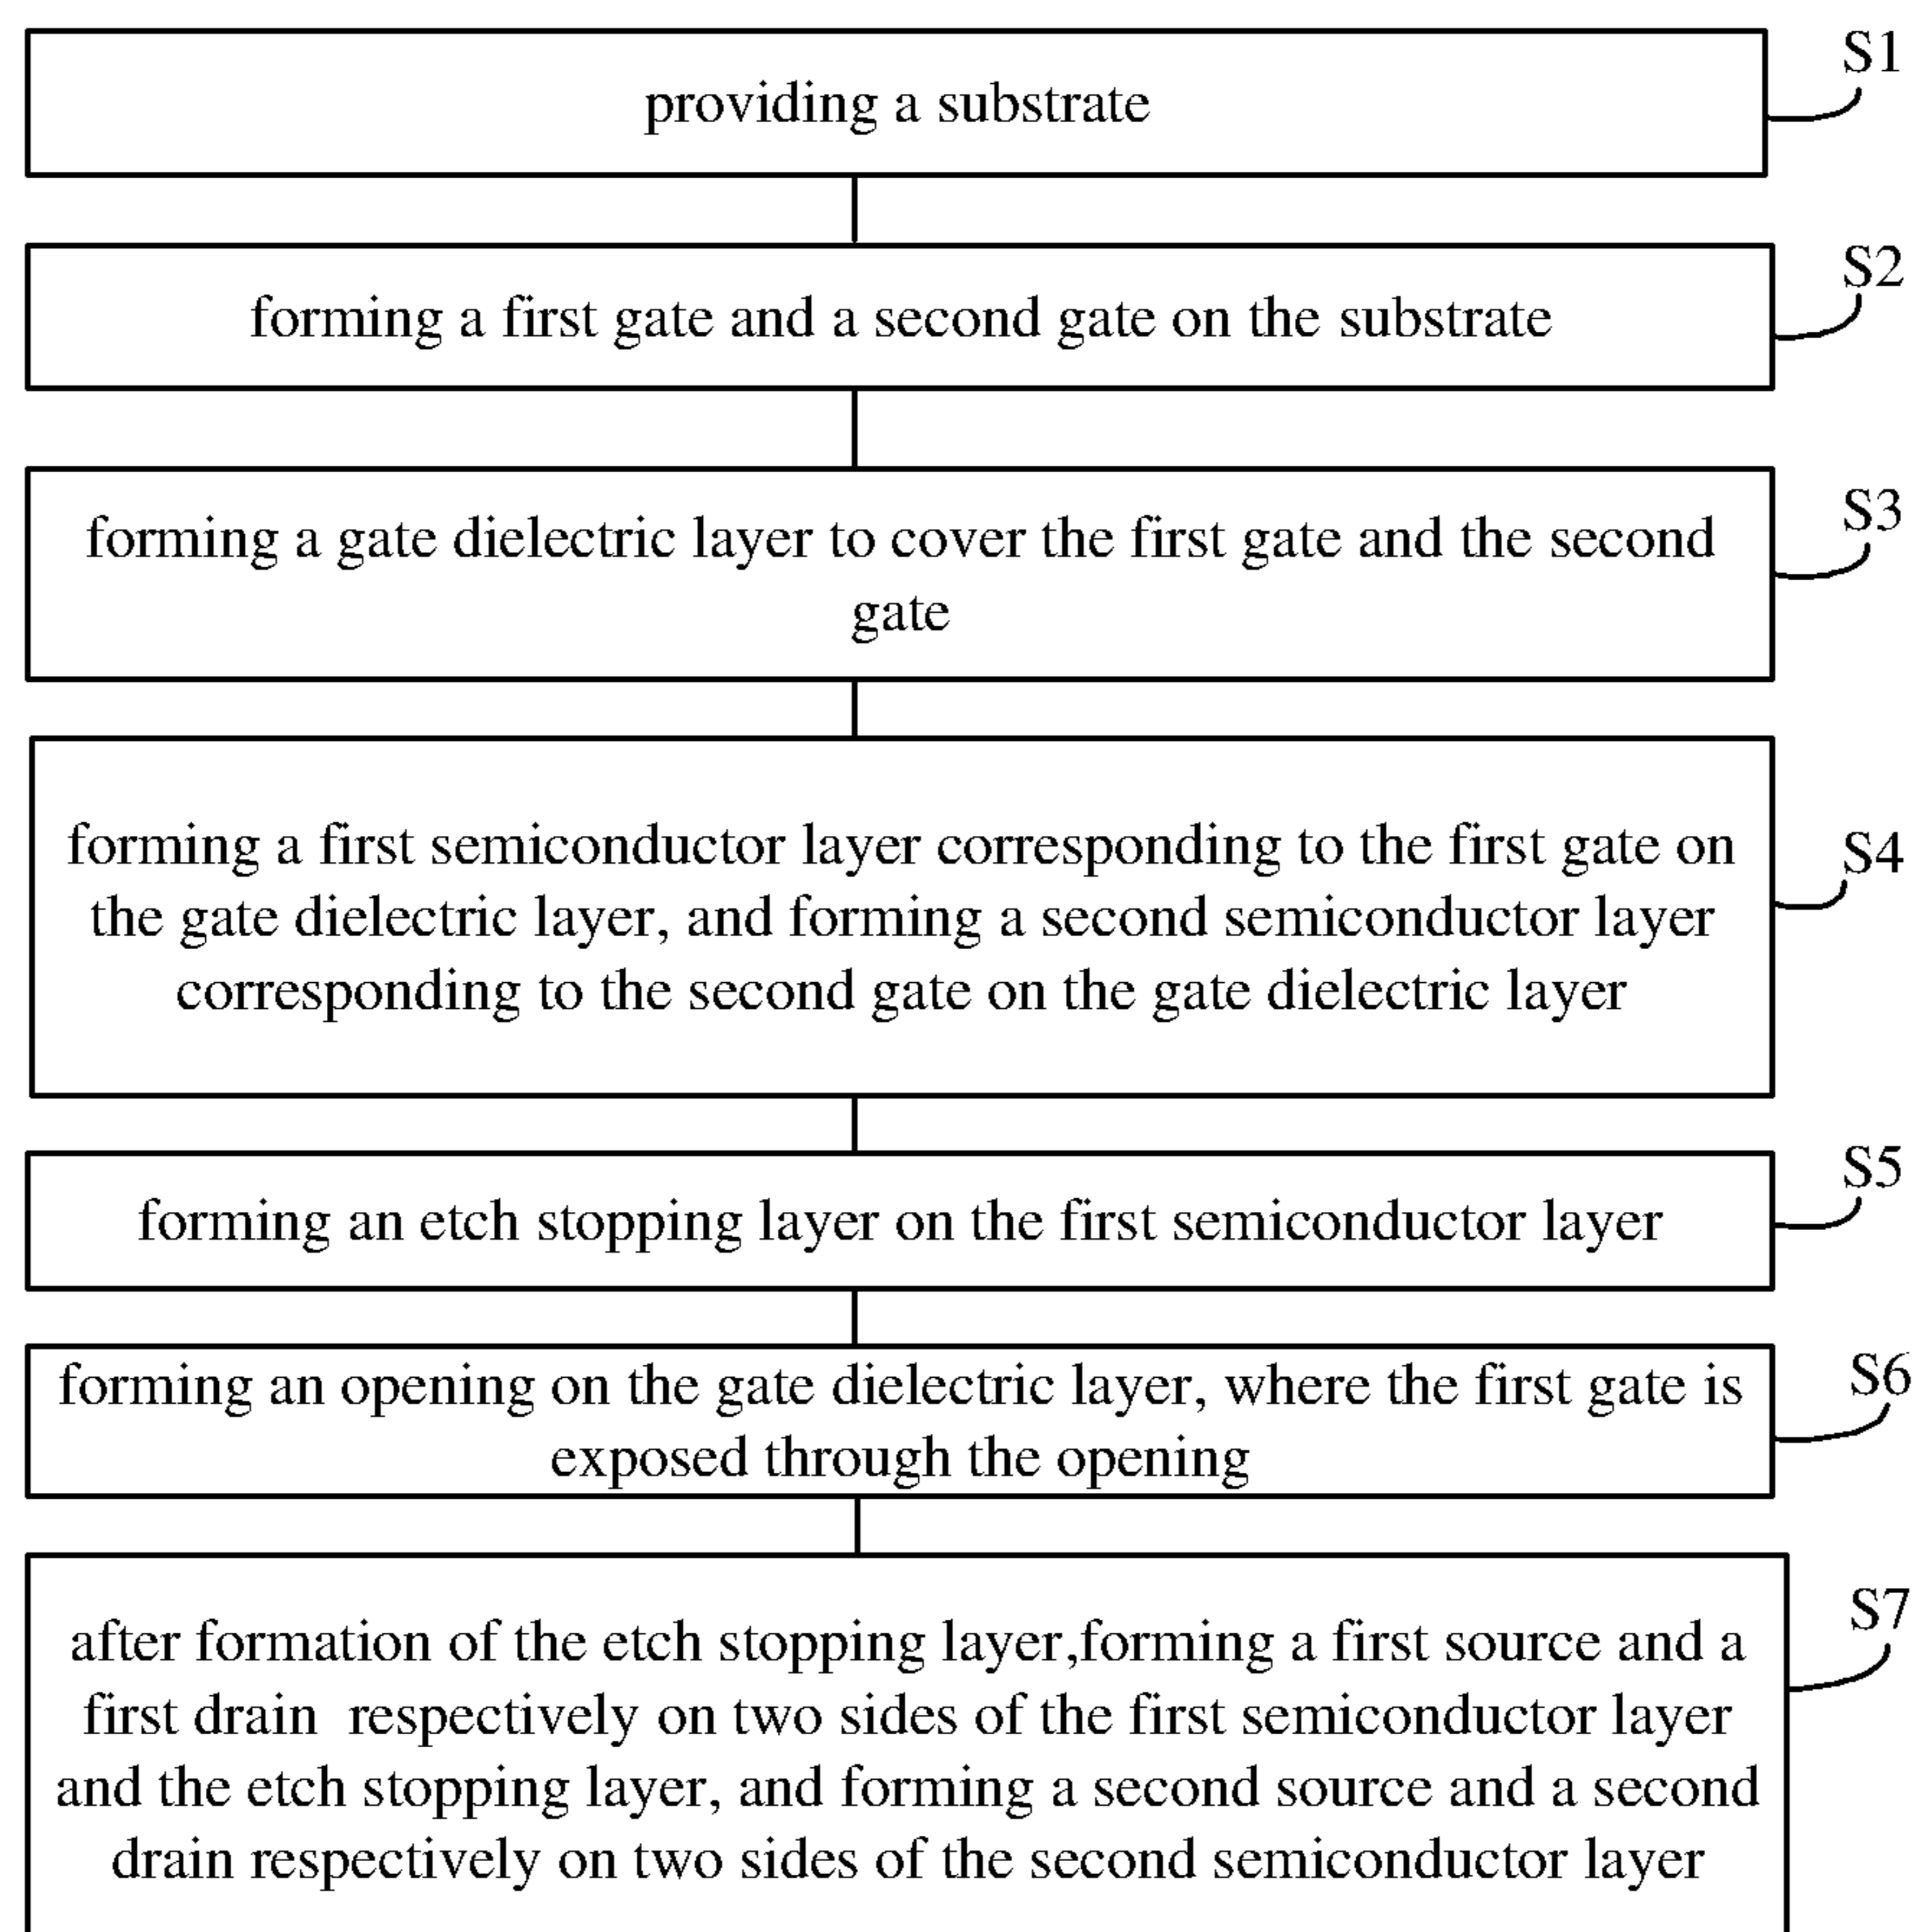 providing a substrate
S1
forming a first gate and a second gate on the substrate
S2
forming a gate dielectric layer to cover the first gate and the second
gate
S3
forming a first semiconductor layer corresponding to the first gate on
the gate dielectric layer, and forming a second semiconductor layer
corresponding to the second gate on the gate dielectric layer
S4
forming an etch stopping layer on the first semiconductor layer
S5
forming an opening on the gate dielectric layer, where the first gate is
exposed through the opening
S6
after formation of the etch stopping layer,forming a first source and a
first drain  respectively on two sides of the first semiconductor layer
and the etch stopping layer, and forming a second source and a second
drain respectively on two sides of the second semiconductor layer
S7